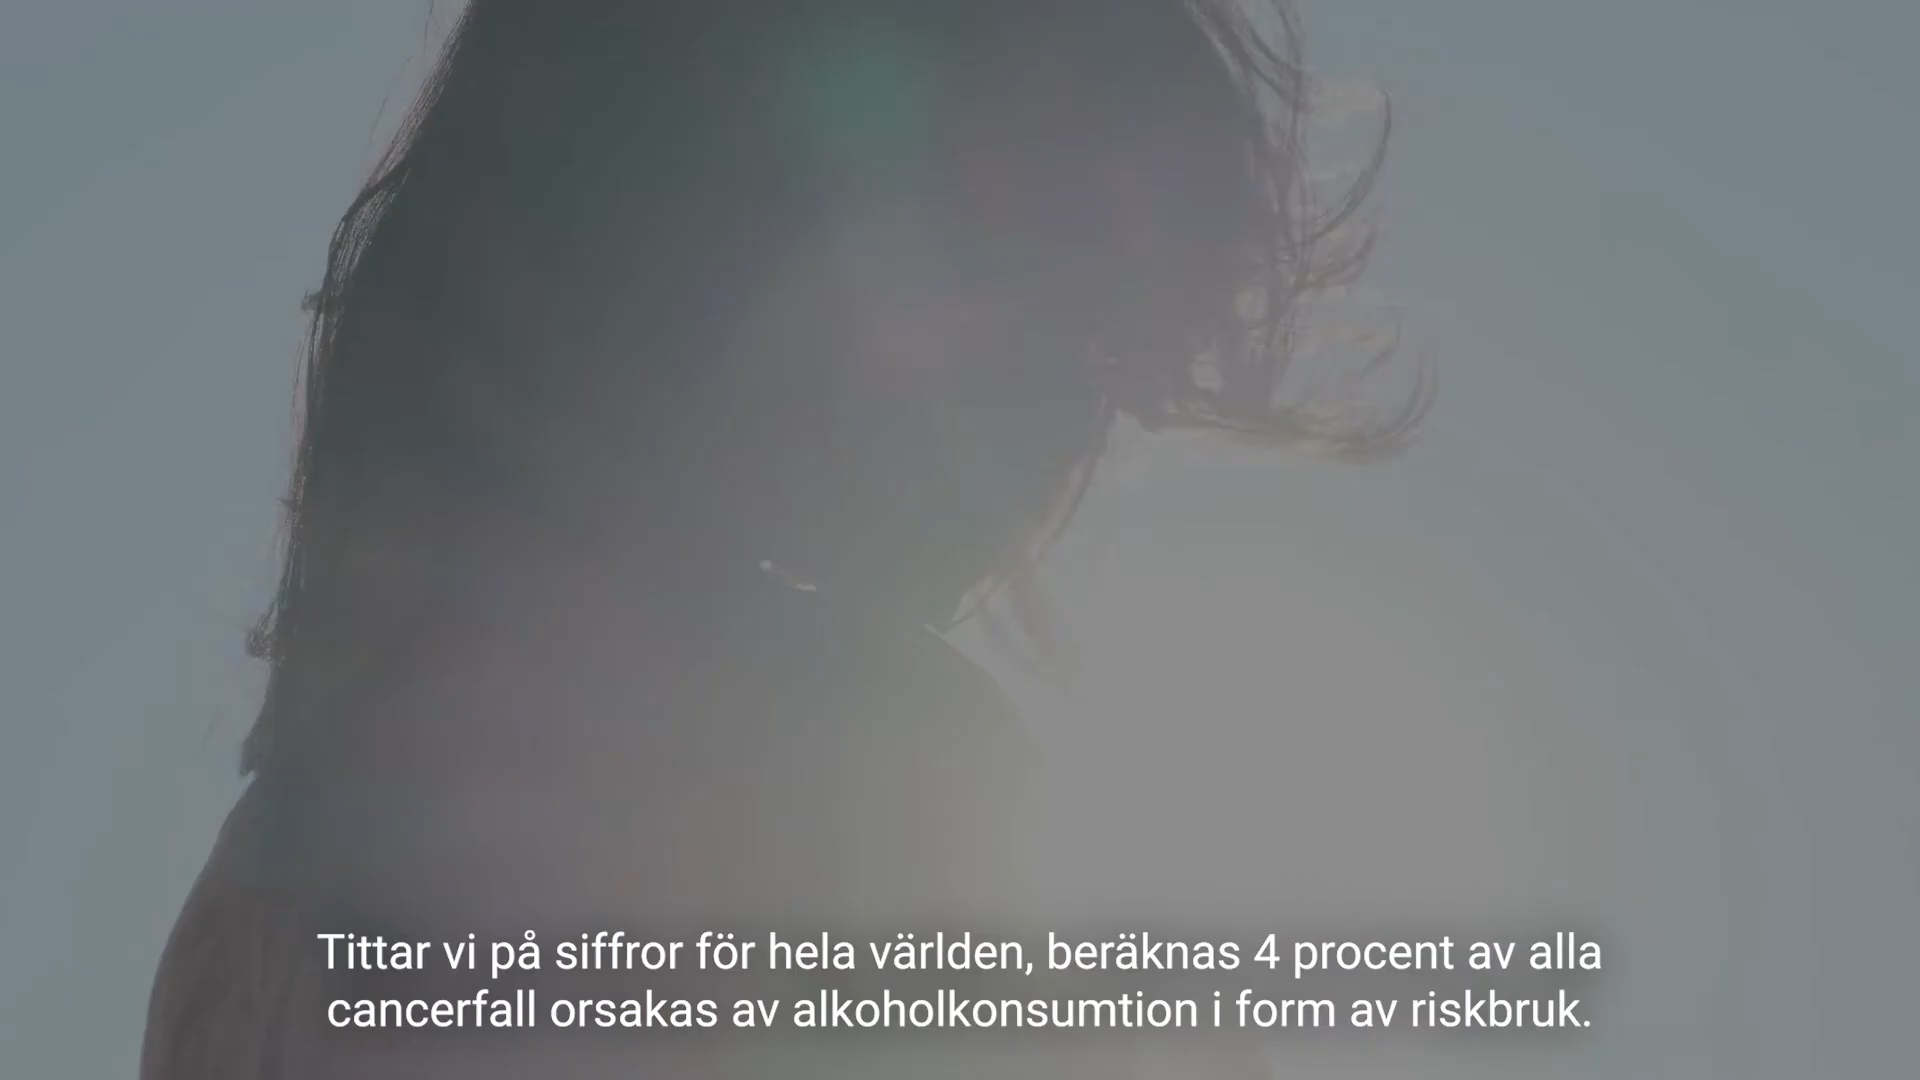 Tittar vi på siffror för hela världen, beräknas 4 procent av alla
cancerfall orsakas av alkoholkonsumtion i form av riskbruk.